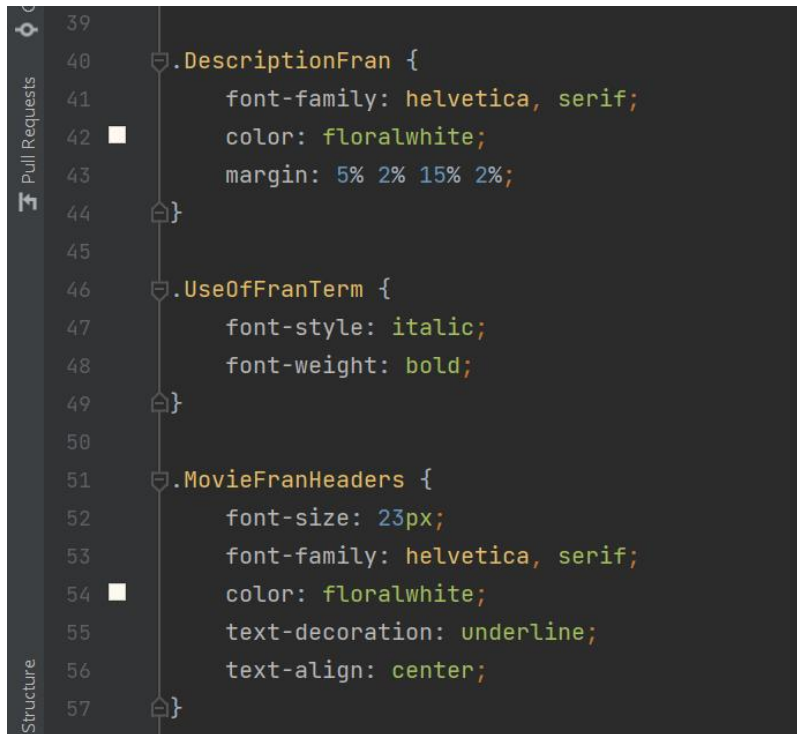 39
40 .DescriptionFran {
41 font-family: helvetica, serif;
42 color: floralwhite;
43 margin: 5% 2% 15% 2%;
44 }
45
46 .UseOfFranTerm {
47 font-style: italic;
48 font-weight: bold;
49 }
50
51 .MovieFranHeaders {
52 font-size: 23px;
53 font-family: helvetica, serif;
54 color: floralwhite;
55 text-decoration: underline;
56 text-align: center;
57 }
Pull Requests
Structure